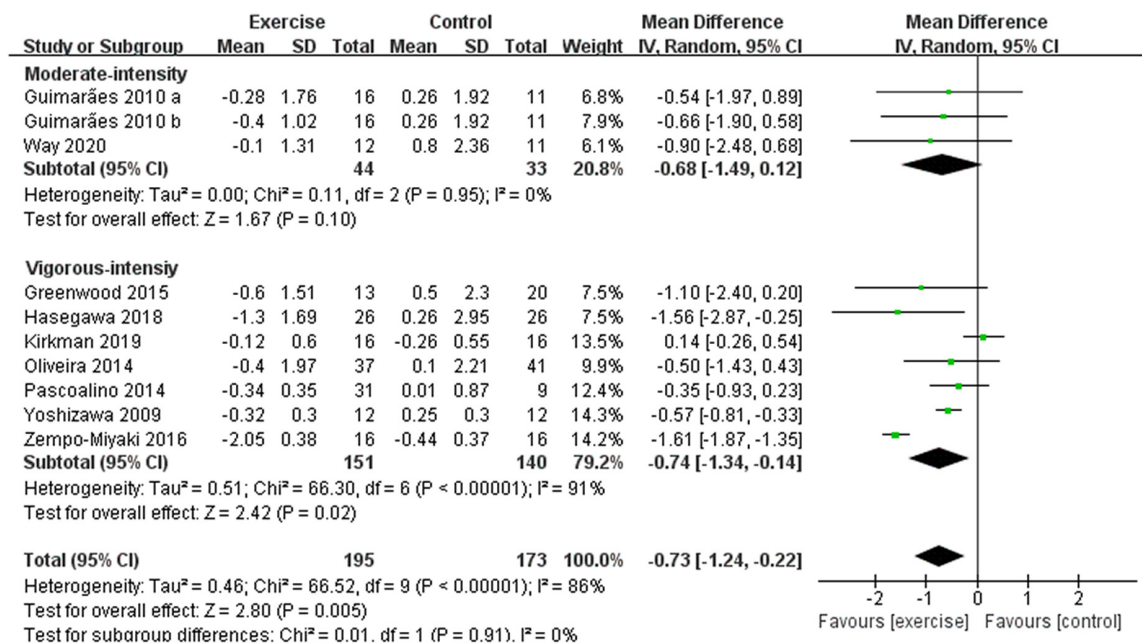 Exercise Control Mean Difference Mean Difference
Study or Subgroup Mean SD Total Mean SD Total Weight IV, Random, 95% CI IV, Random, 95% CI
Moderate-intensity
Guimarães 2010 a -0.28 1.76 16 0.26 1.92 11 6.8% -0.54 [-1.97, 0.89]
Guimarães 2010 b -0.4 1.02 16 0.26 1.92 11 7.9% -0.66 [-1.90, 0.58]
Way 2020 -0.1 1.31 12 0.8 2.36 11 6.1% -0.90 [-2.48, 0.68]
Subtotal (95% CI) 44 33 20.8% -0.68 [-1.49, 0.12]
Heterogeneity: Tau² = 0.00; Chi² = 0.11, df = 2 (P = 0.95); I² = 0%
Test for overall effect: Z = 1.67 (P = 0.10)
Vigorous-intensiy
Greenwood 2015 -0.6 1.51 13 0.5 2.3 20 7.5% -1.10 [-2.40, 0.20]
Hasegawa 2018 -1.3 1.69 26 0.26 2.95 26 7.5% -1.56 [-2.87, -0.25]
Kirkman 2019 -0.12 0.6 16 -0.26 0.55 16 13.5% 0.14 [-0.26, 0.54]
Oliveira 2014 -0.4 1.97 37 0.1 2.21 41 9.9% -0.50 [-1.43, 0.43]
Pascoalino 2014 -0.34 0.35 31 0.01 0.87 9 12.4% -0.35 [-0.93, 0.23]
Yoshizawa 2009 -0.32 0.3 12 0.25 0.3 12 14.3% -0.57 [-0.81, -0.33]
Zempo-Miyaki 2016 -2.05 0.38 16 -0.44 0.37 16 14.2% -1.61 [-1.87, -1.35]
Subtotal (95% CI) 151 140 79.2% -0.74 [-1.34, -0.14]
Heterogeneity: Tau² = 0.51; Chi² = 66.30, df = 6 (P < 0.00001); I² = 91%
Test for overall effect: Z = 2.42 (P = 0.02)
Total (95% CI) 195 173 100.0% -0.73 [-1.24, -0.22]
Heterogeneity: Tau² = 0.46; Chi² = 66.52, df = 9 (P < 0.00001); I² = 86%
Test for overall effect: Z = 2.80 (P = 0.005)
Test for subgroup differences: Chi² = 0.01, df = 1 (P = 0.91), I² = 0%
-2 -1 0 1 2
Favours [exercise] Favours [control]